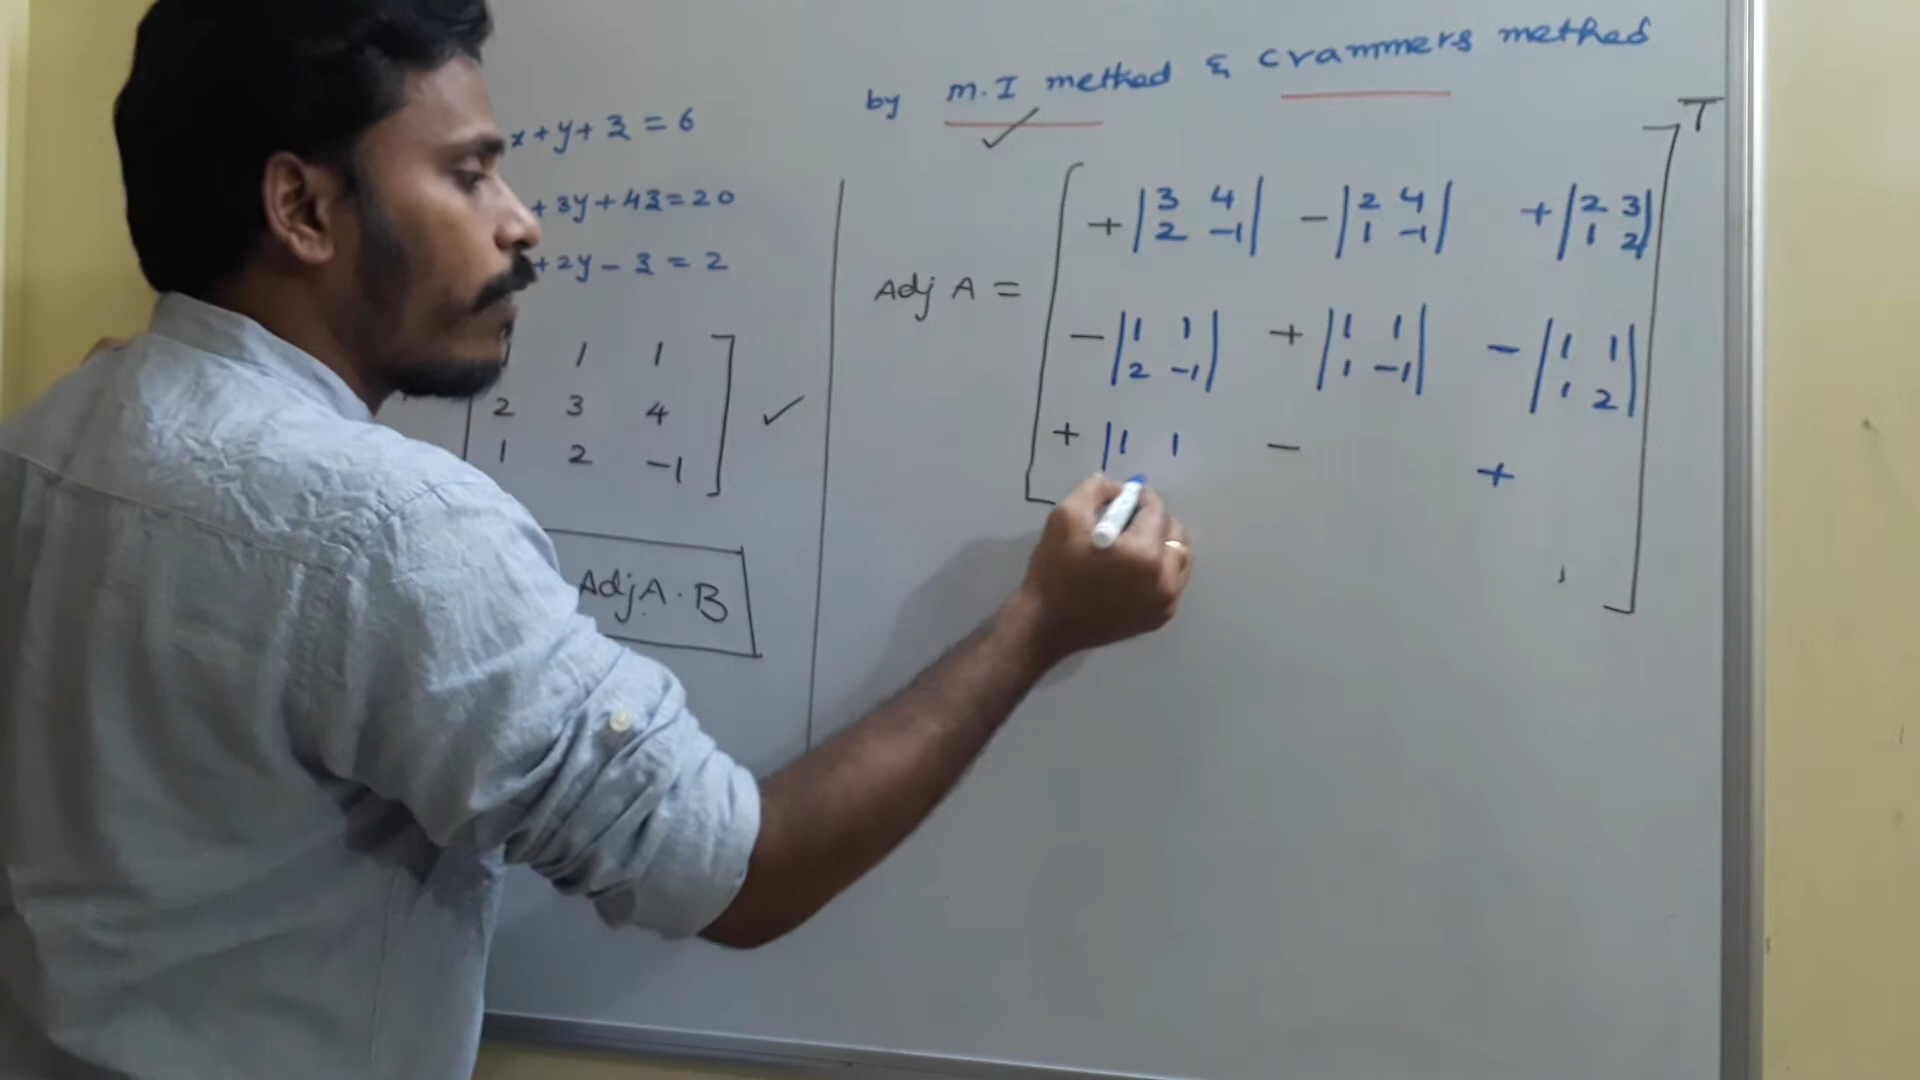 by M.I method & crammers method
x + y + z = 6
+ 3y + 4z = 20
+ 2y - z = 2
1 1 1
2 3 4
1 2 -1
✓
AdjA · B
Adj A =
+ |3 4| - |2 4| + |2 3|
|2 -1| |1 -1| |1 2|
- |1 1| + |1 1| - |1 1|
|2 -1| |1 -1| |1 2|
+ |1 1 - +
T